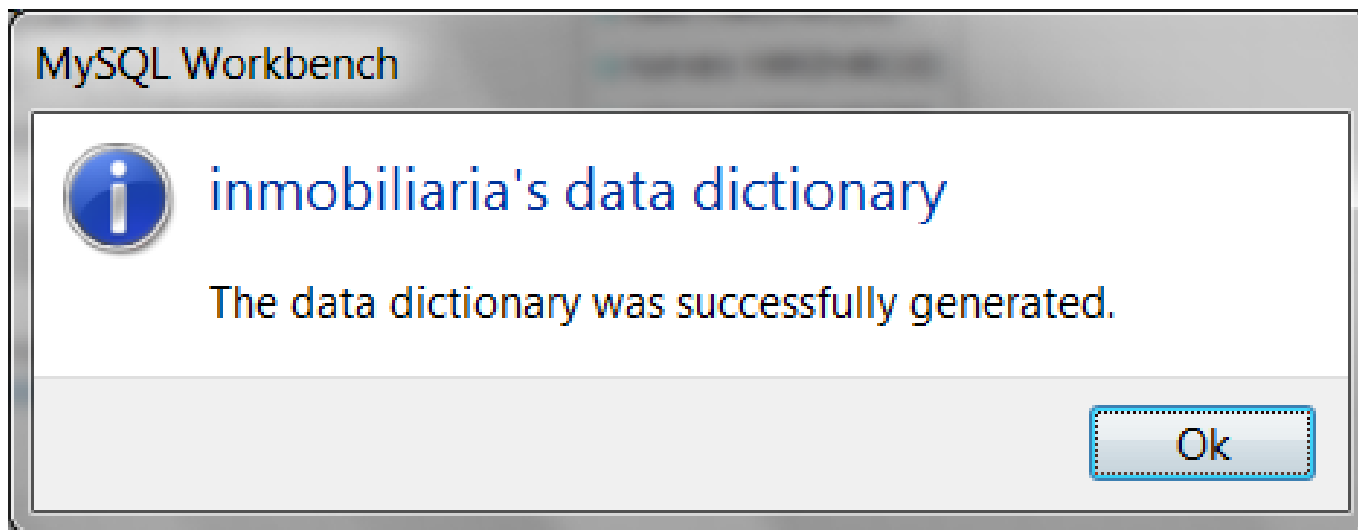 MySQL Workbench
inmobiliaria's data dictionary
The data dictionary was successfully generated.
Ok